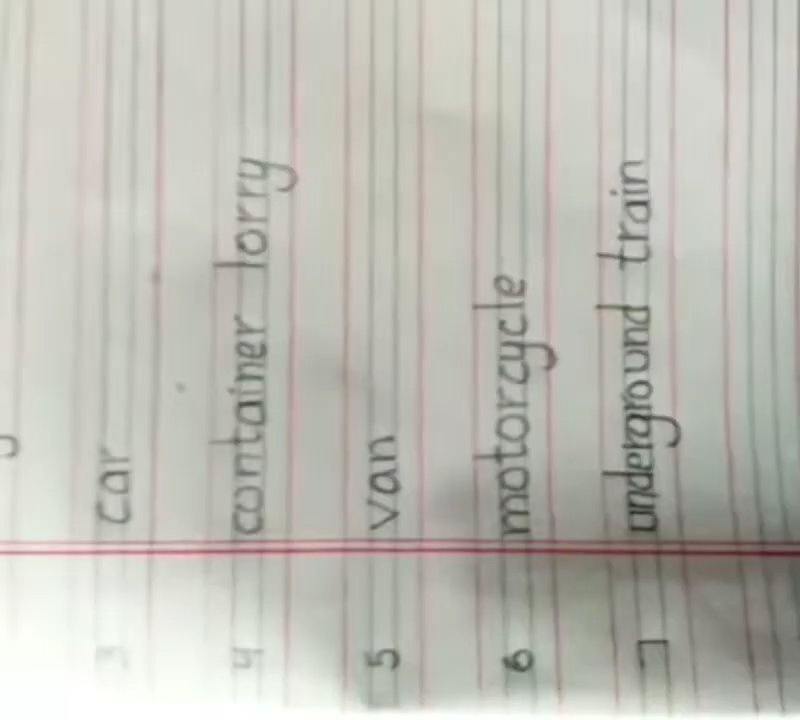 3 car
4 container lorry
5 van
6 motorcycle
7 underground train